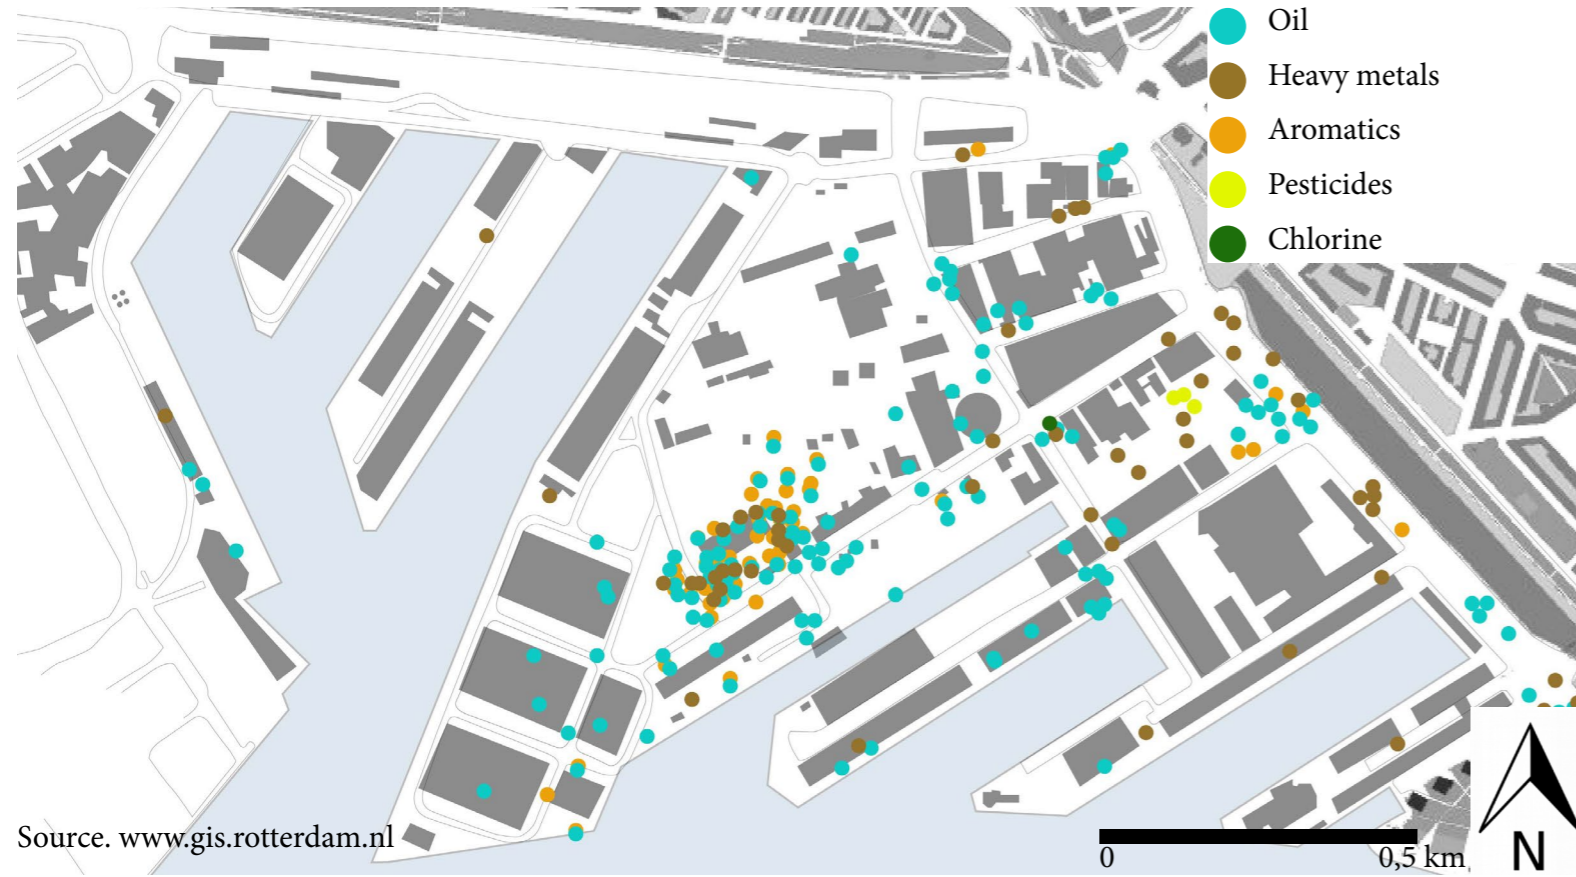 Oil
Heavy metals
Aromatics
Pesticides
Chlorine
Source. www.gis.rotterdam.nl
0 0,5 km
N